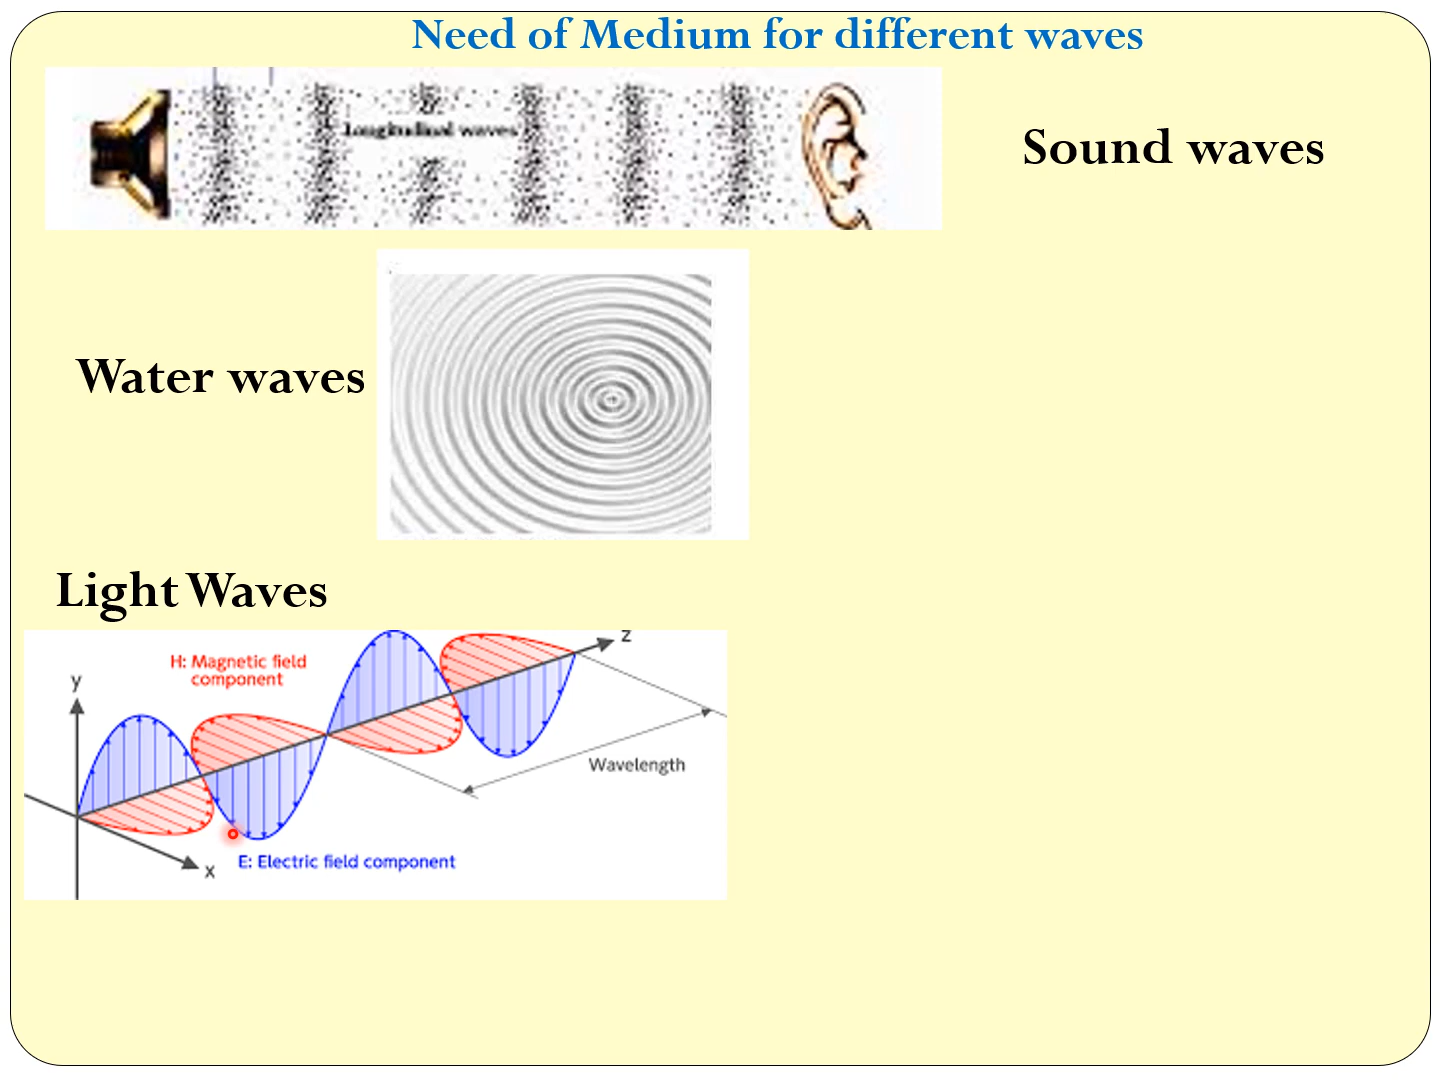 Need of Medium for different waves
Longitudinal waves
Sound waves
Water waves
Light Waves
z
H: Magnetic field
component
y
Wavelength
x
E: Electric field component